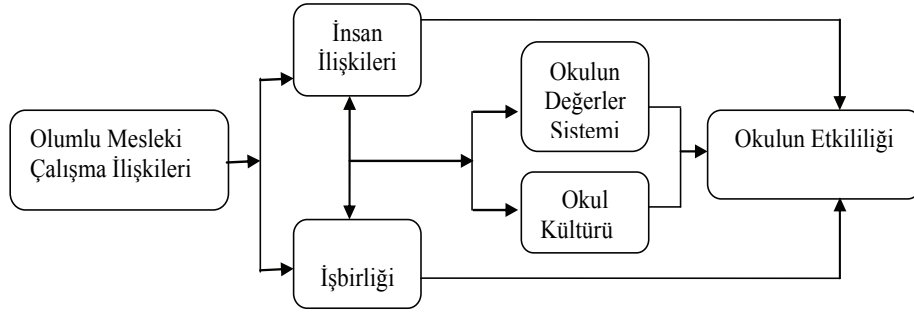 Olumlu Mesleki
Çalışma İlişkileri
İnsan
İlişkileri
İşbirliği
Okulun
Değerler
Sistemi
Okul
Kültürü
Okulun Etkililiği